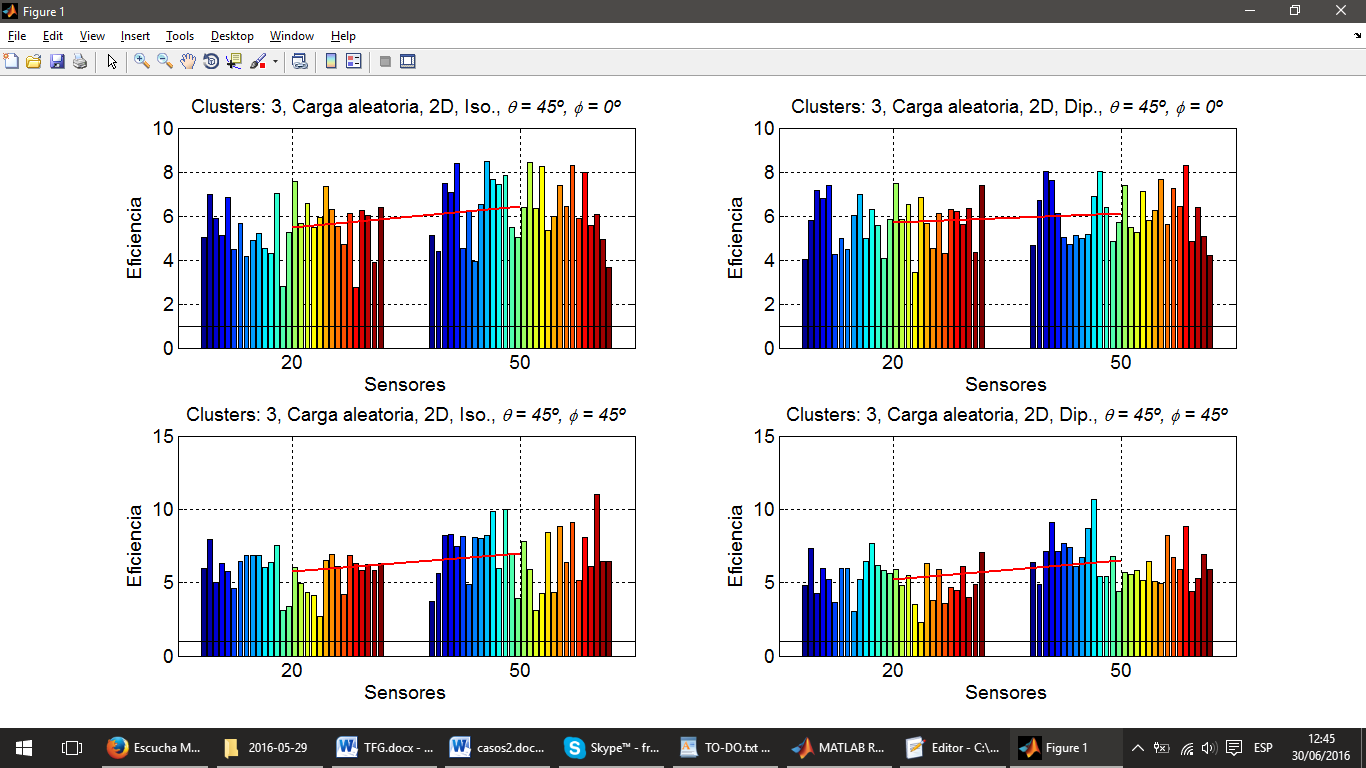 Figure 1
File Edit View Insert Tools Desktop Window Help
Clusters: 3, Carga aleatoria, 2D, Iso., θ = 45º, ϕ = 0º
10
8
6
4
2
0
Eficiencia
20 50
Sensores
Clusters: 3, Carga aleatoria, 2D, Dip., θ = 45º, ϕ = 0º
10
8
6
4
2
0
Eficiencia
20 50
Sensores
Clusters: 3, Carga aleatoria, 2D, Iso., θ = 45º, ϕ = 45º
15
10
5
0
Eficiencia
20 50
Sensores
Clusters: 3, Carga aleatoria, 2D, Dip., θ = 45º, ϕ = 45º
15
10
5
0
Eficiencia
20 50
Sensores
Escucha M... 2016-05-29 TFG.docx - ... casos2.doc... Skype™ - fr... TO-DO.txt ... MATLAB R... Editor - C:\... Figure 1 ESP 12:45
30/06/2016